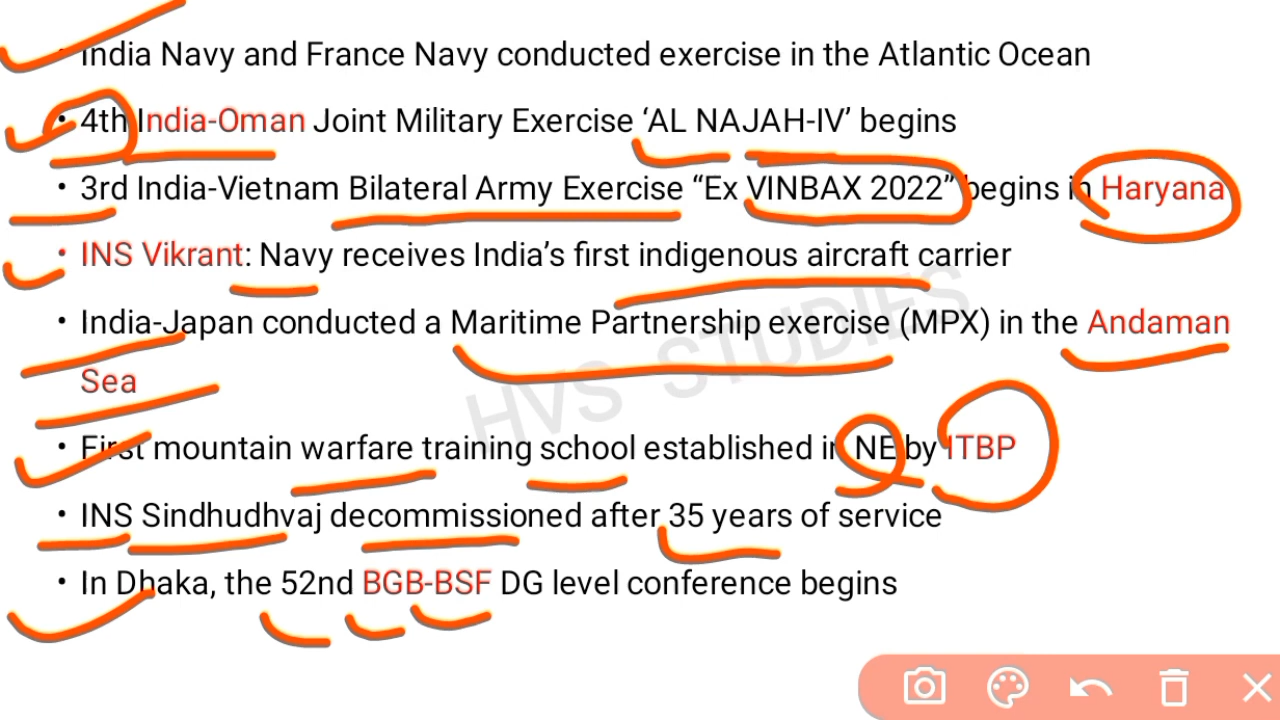 • India Navy and France Navy conducted exercise in the Atlantic Ocean
• 4th India-Oman Joint Military Exercise ‘AL NAJAH-IV’ begins
• 3rd India-Vietnam Bilateral Army Exercise “Ex VINBAX 2022” begins in Haryana
• INS Vikrant: Navy receives India’s first indigenous aircraft carrier
• India-Japan conducted a Maritime Partnership exercise (MPX) in the Andaman
Sea
• First mountain warfare training school established in NE by ITBP
• INS Sindhudhvaj decommissioned after 35 years of service
• In Dhaka, the 52nd BGB-BSF DG level conference begins
HVS STUDIES